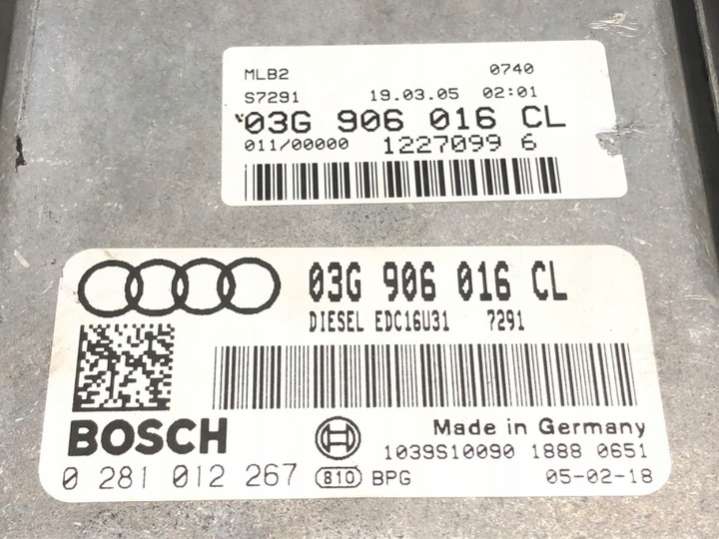 MLB2 0740
S7291 19.03.05 02:01
03G 906 016 CL
011/00000 1227099 6
03G 906 016 CL
DIESEL EDC16U31 7291
BOSCH Made in Germany
1039S10090 1888 0651
0 281 012 267 810 BPG 05-02-18